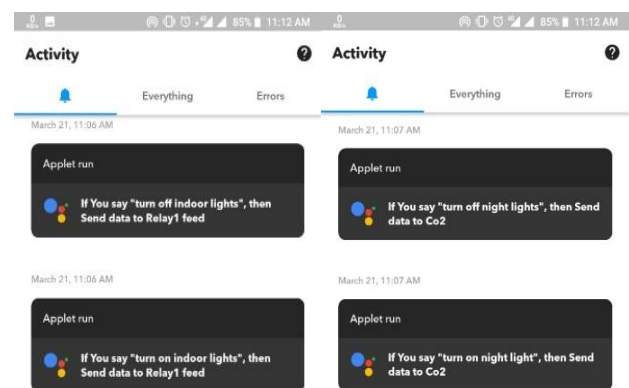 85% 11:12 AM
Activity
Everything
Errors
March 21, 11:06 AM
Applet run
If You say "turn off indoor lights", then
Send data to Relay1 feed
March 21, 11:06 AM
Applet run
If You say "turn on indoor lights", then
Send data to Relay1 feed
85% 11:12 AM
Activity
Everything
Errors
March 21, 11:07 AM
Applet run
If You say "turn off night lights", then Send
data to Co2
March 21, 11:07 AM
Applet run
If You say "turn on night light", then Send
data to Co2